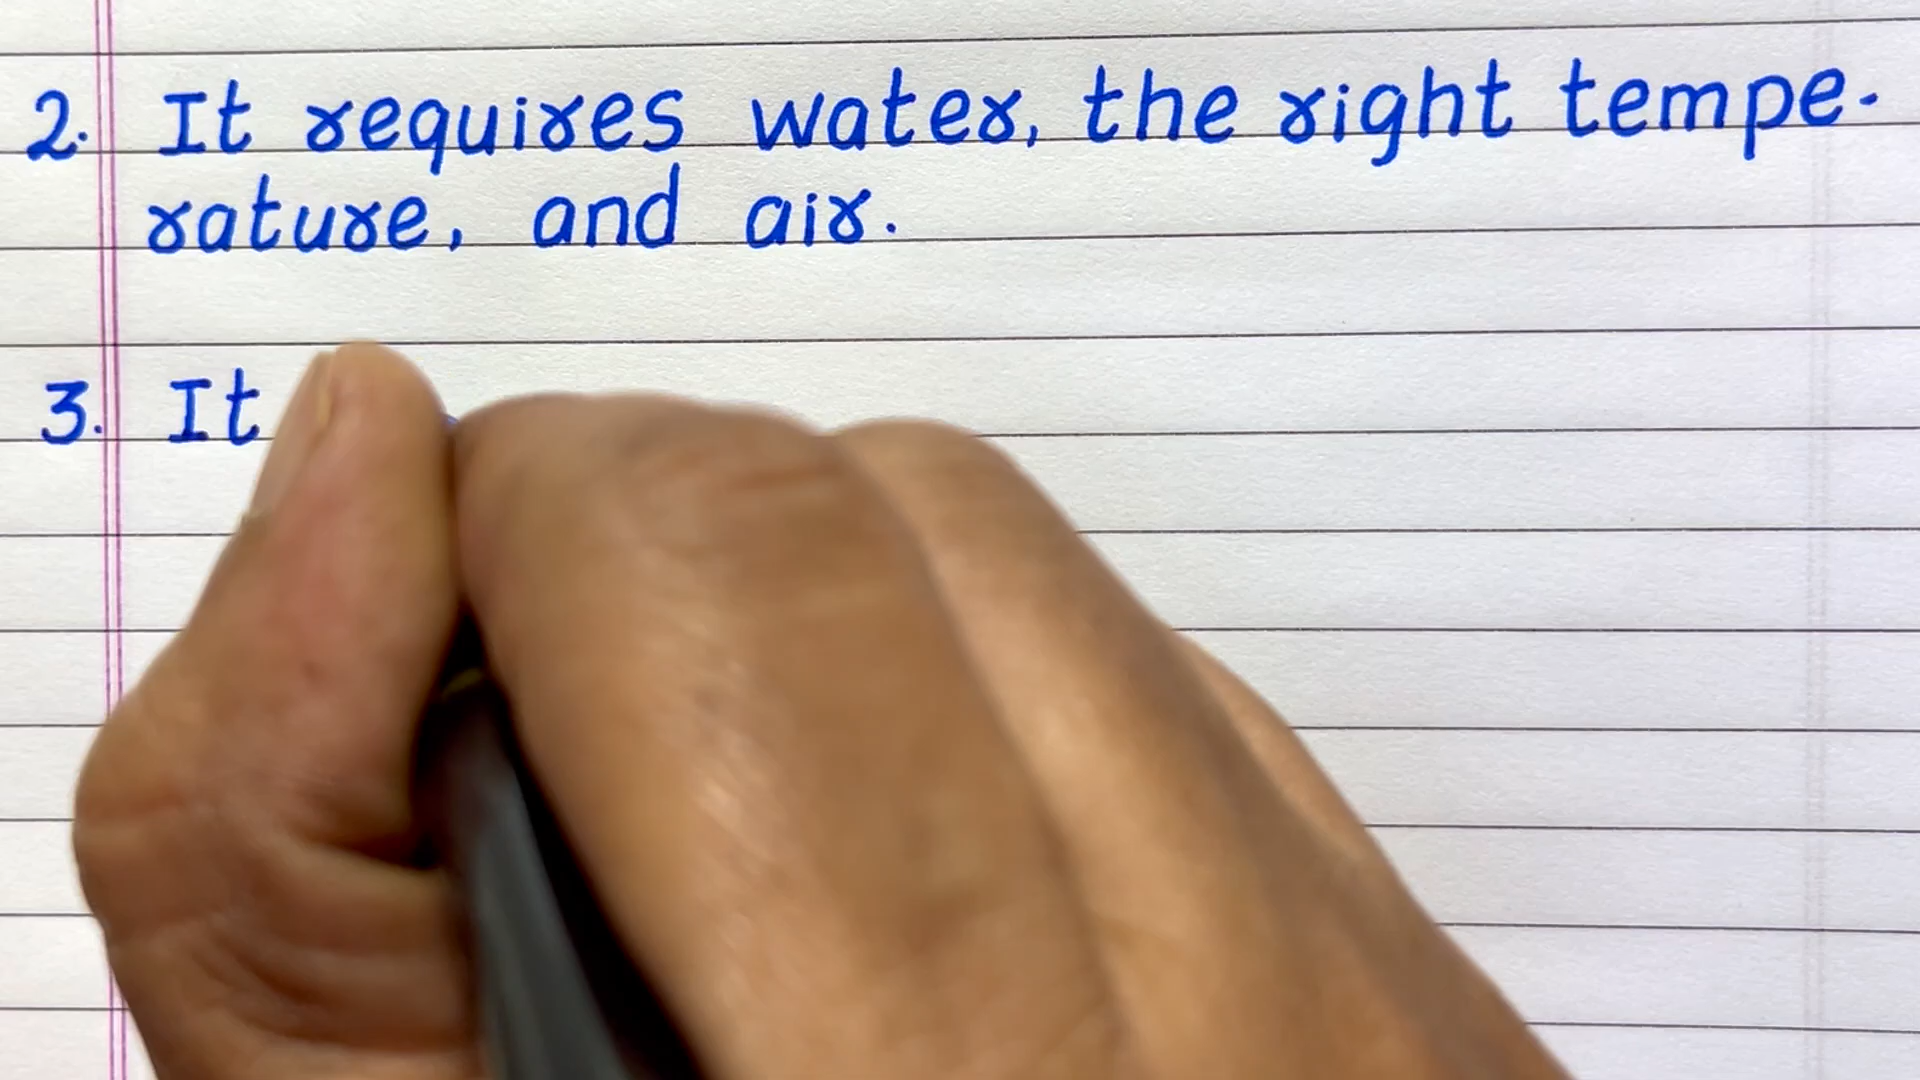 2. It requires water, the right tempe-
rature, and air.
3. It